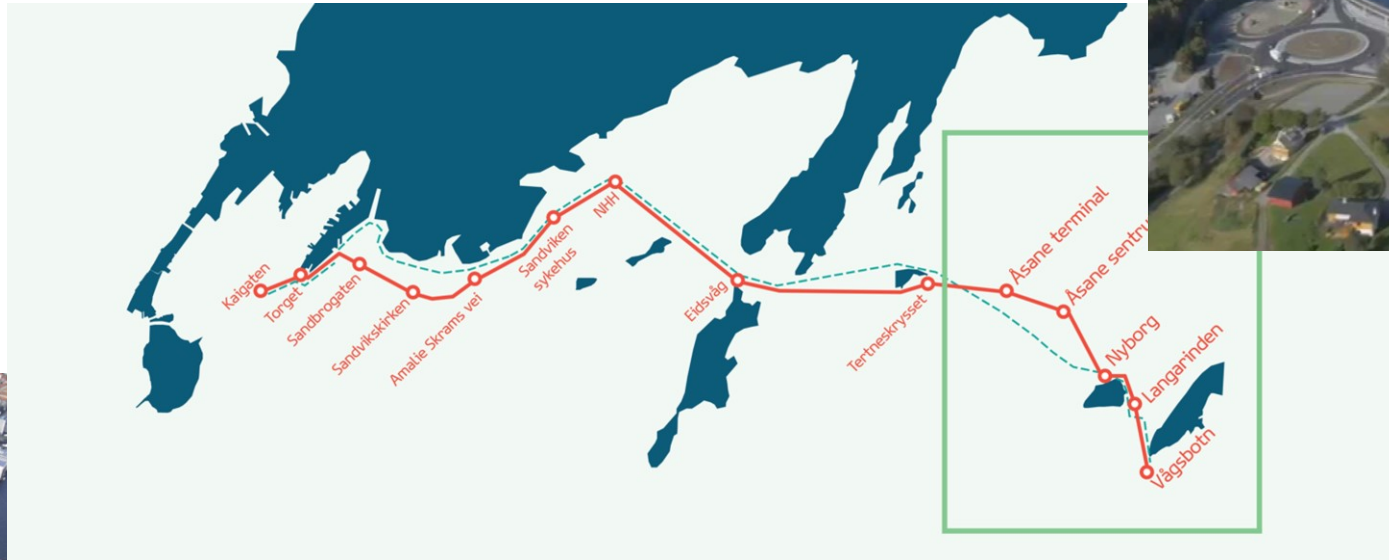 Kaigaten
Torget
Sandbrogaten
Sandvikskirken
Amalie Skrams vei
Sandviken
sykehus
NHH
Eidsvåg
Tertneskrysset
Åsane terminal
Åsane sentru
Nyborg
Langarinden
Vågsbotn